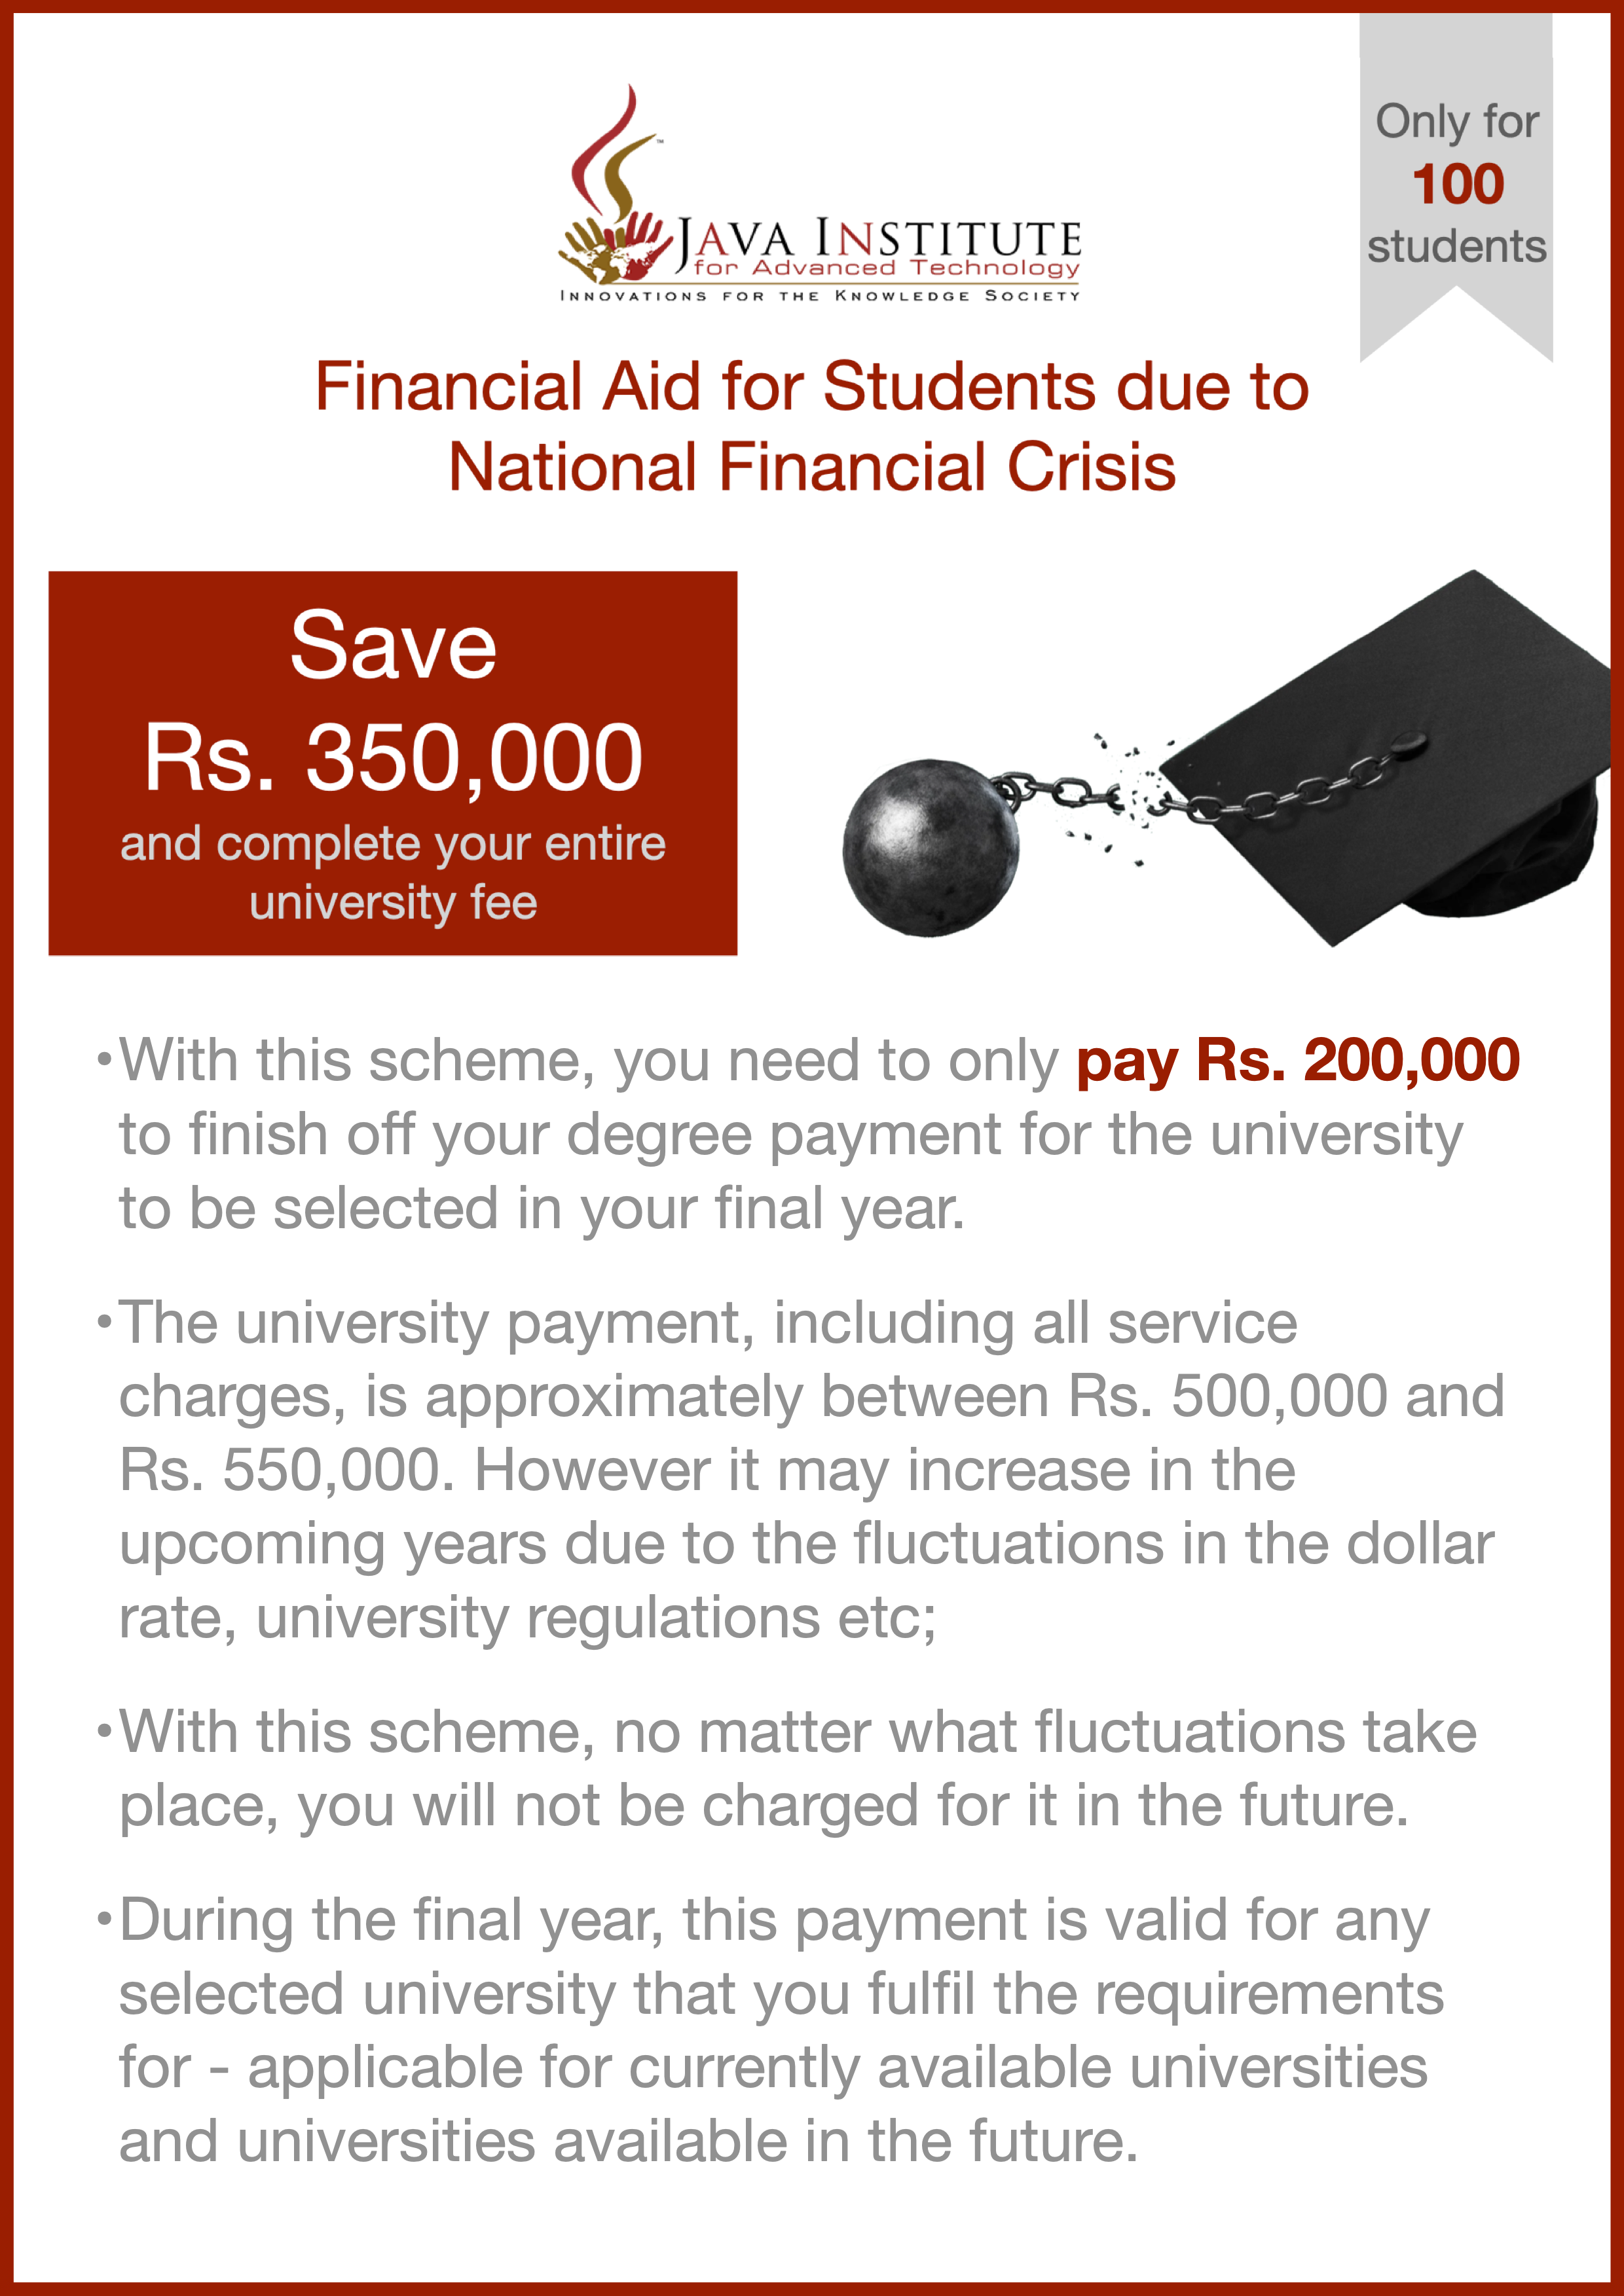 Only for
100
students
™
JAVA INSTITUTE
for Advanced Technology
INNOVATIONS FOR THE KNOWLEDGE SOCIETY
Financial Aid for Students due to
National Financial Crisis
Save
Rs. 350,000
and complete your entire
university fee
•With this scheme, you need to only pay Rs. 200,000
to finish off your degree payment for the university
to be selected in your final year.
•The university payment, including all service
charges, is approximately between Rs. 500,000 and
Rs. 550,000. However it may increase in the
upcoming years due to the fluctuations in the dollar
rate, university regulations etc;
•With this scheme, no matter what fluctuations take
place, you will not be charged for it in the future.
•During the final year, this payment is valid for any
selected university that you fulfil the requirements
for - applicable for currently available universities
and universities available in the future.